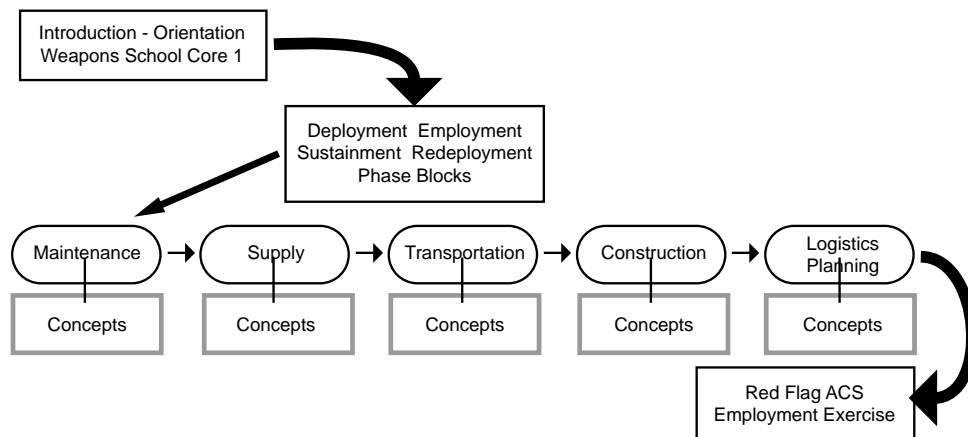 Introduction - Orientation
Weapons School Core 1
Deployment Employment
Sustainment Redeployment
Phase Blocks
Maintenance
Supply
Transportation
Construction
Logistics
Planning
Concepts
Concepts
Concepts
Concepts
Concepts
Red Flag ACS
Employment Exercise